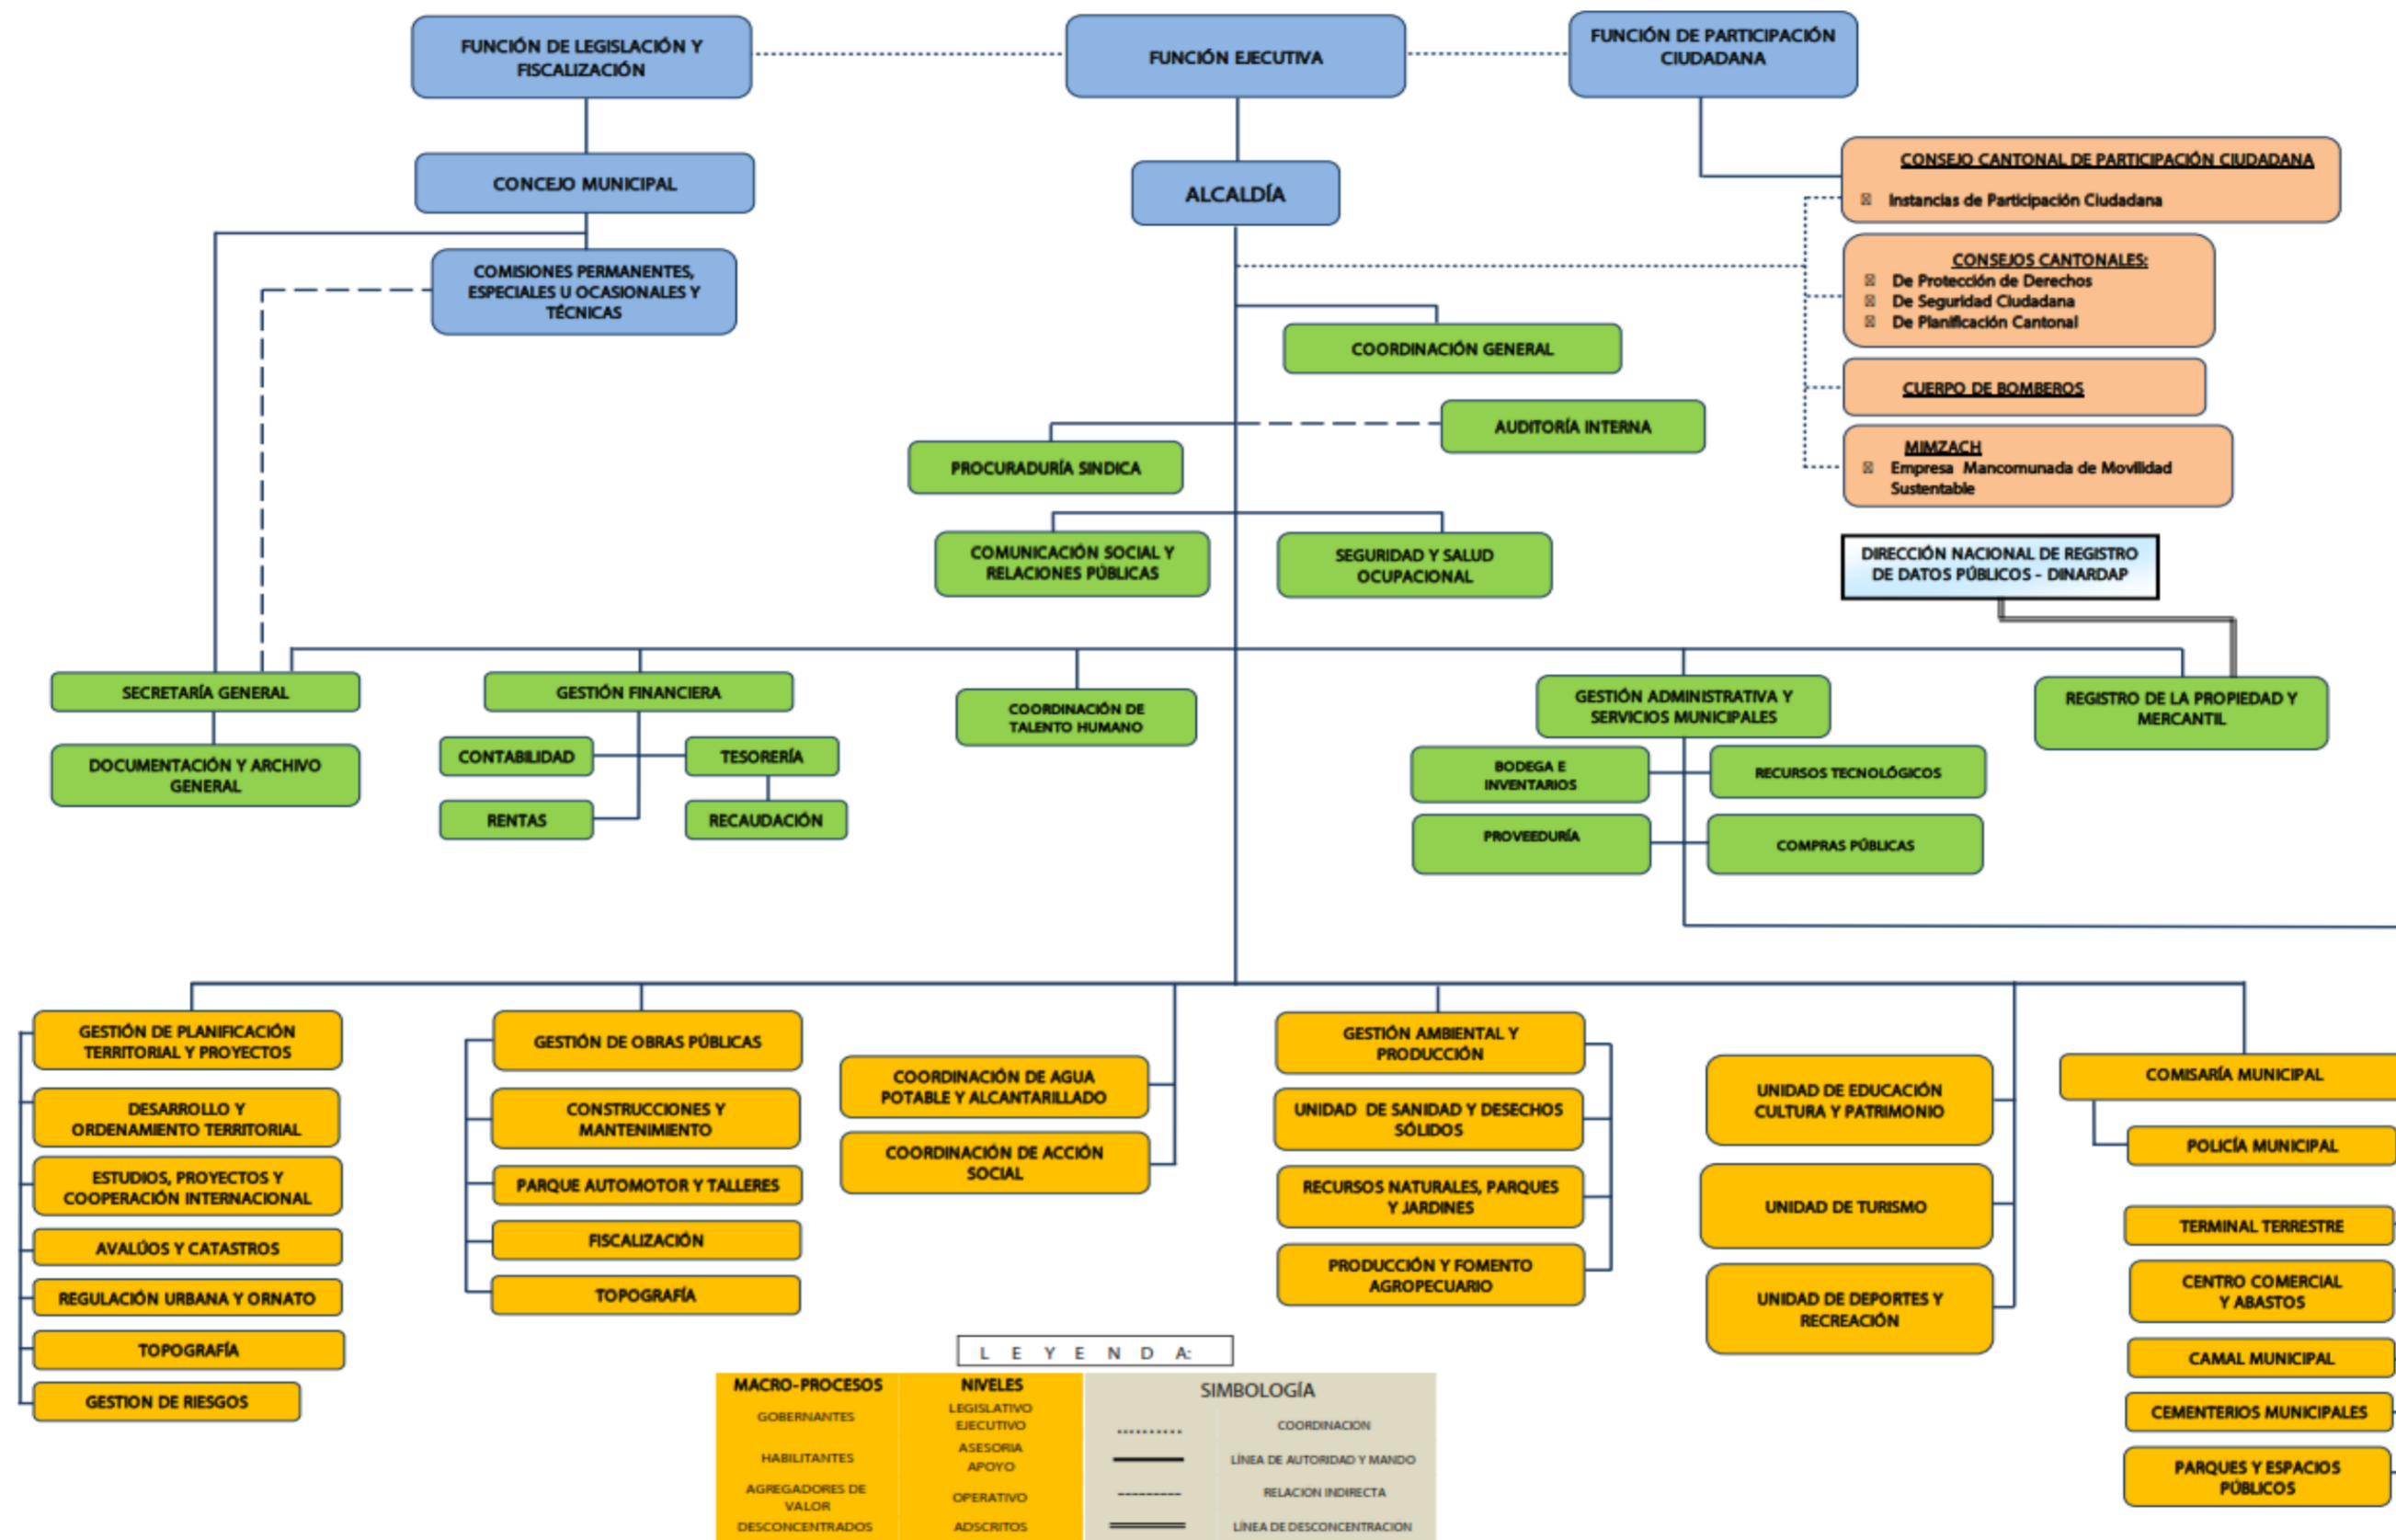 FUNCIÓN DE LEGISLACIÓN Y
FISCALIZACIÓN
FUNCIÓN EJECUTIVA
FUNCIÓN DE PARTICIPACIÓN
CIUDADANA
CONCEJO MUNICIPAL
ALCALDÍA
CONSEJO CANTONAL DE PARTICIPACIÓN CIUDADANA
Instancias de Participación Ciudadana
COMISIONES PERMANENTES,
ESPECIALES U OCASIONALES Y
TÉCNICAS
CONSEJOS CANTONALES:
De Protección de Derechos
De Seguridad Ciudadana
De Planificación Cantonal
COORDINACIÓN GENERAL
CUERPO DE BOMBEROS
AUDITORÍA INTERNA
PROCURADURÍA SINDICA
MIMZACH
Empresa Mancomunada de Movilidad
Sustentable
COMUNICACIÓN SOCIAL Y
RELACIONES PÚBLICAS
SEGURIDAD Y SALUD
OCUPACIONAL
DIRECCIÓN NACIONAL DE REGISTRO
DE DATOS PÚBLICOS - DINARDAP
SECRETARÍA GENERAL
GESTIÓN FINANCIERA
COORDINACIÓN DE
TALENTO HUMANO
GESTIÓN ADMINISTRATIVA Y
SERVICIOS MUNICIPALES
REGISTRO DE LA PROPIEDAD Y
MERCANTIL
DOCUMENTACIÓN Y ARCHIVO
GENERAL
CONTABILIDAD
TESORERÍA
RENTAS
RECAUDACIÓN
BODEGA E
INVENTARIOS
RECURSOS TECNOLÓGICOS
PROVEEDURÍA
COMPRAS PÚBLICAS
GESTIÓN DE PLANIFICACIÓN
TERRITORIAL Y PROYECTOS
DESARROLLO Y
ORDENAMIENTO TERRITORIAL
ESTUDIOS, PROYECTOS Y
COOPERACIÓN INTERNACIONAL
AVALÚOS Y CATASTROS
REGULACIÓN URBANA Y ORNATO
TOPOGRAFÍA
GESTION DE RIESGOS
GESTIÓN DE OBRAS PÚBLICAS
CONSTRUCCIONES Y
MANTENIMIENTO
PARQUE AUTOMOTOR Y TALLERES
FISCALIZACIÓN
TOPOGRAFÍA
COORDINACIÓN DE AGUA
POTABLE Y ALCANTARILLADO
COORDINACIÓN DE ACCIÓN
SOCIAL
GESTIÓN AMBIENTAL Y
PRODUCCIÓN
UNIDAD DE SANIDAD Y DESECHOS
SÓLIDOS
RECURSOS NATURALES, PARQUES
Y JARDINES
PRODUCCIÓN Y FOMENTO
AGROPECUARIO
UNIDAD DE EDUCACIÓN
CULTURA Y PATRIMONIO
UNIDAD DE TURISMO
UNIDAD DE DEPORTES Y
RECREACIÓN
COMISARÍA MUNICIPAL
POLICÍA MUNICIPAL
TERMINAL TERRESTRE
CENTRO COMERCIAL
Y ABASTOS
CAMAL MUNICIPAL
CEMENTERIOS MUNICIPALES
PARQUES Y ESPACIOS
PÚBLICOS
L E Y E N D A:
MACRO-PROCESOS
NIVELES
SIMBOLOGÍA
GOBERNANTES
LEGISLATIVO
EJECUTIVO
COORDINACION
HABILITANTES
ASESORIA
APOYO
LÍNEA DE AUTORIDAD Y MANDO
AGREGADORES DE
VALOR
OPERATIVO
RELACION INDIRECTA
DESCONCENTRADOS
ADSCRITOS
LÍNEA DE DESCONCENTRACION